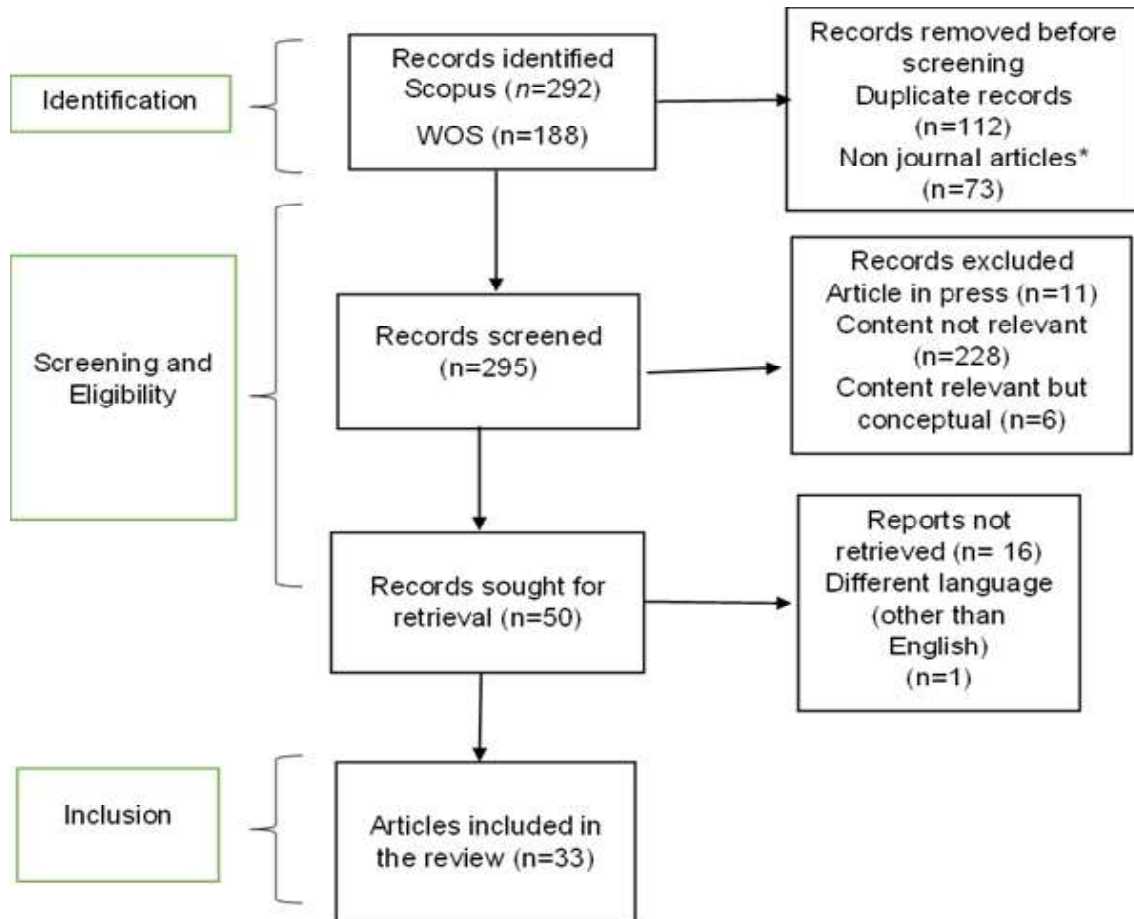 Identification
Records identified
Scopus (n=292)
WOS (n=188)
Records removed before
screening
Duplicate records
(n=112)
Non journal articles*
(n=73)
Screening and
Eligibility
Records screened
(n=295)
Records excluded
Article in press (n=11)
Content not relevant
(n=228)
Content relevant but
conceptual (n=6)
Records sought for
retrieval (n=50)
Reports not
retrieved (n= 16)
Different language
(other than
English)
(n=1)
Inclusion
Articles included in
the review (n=33)